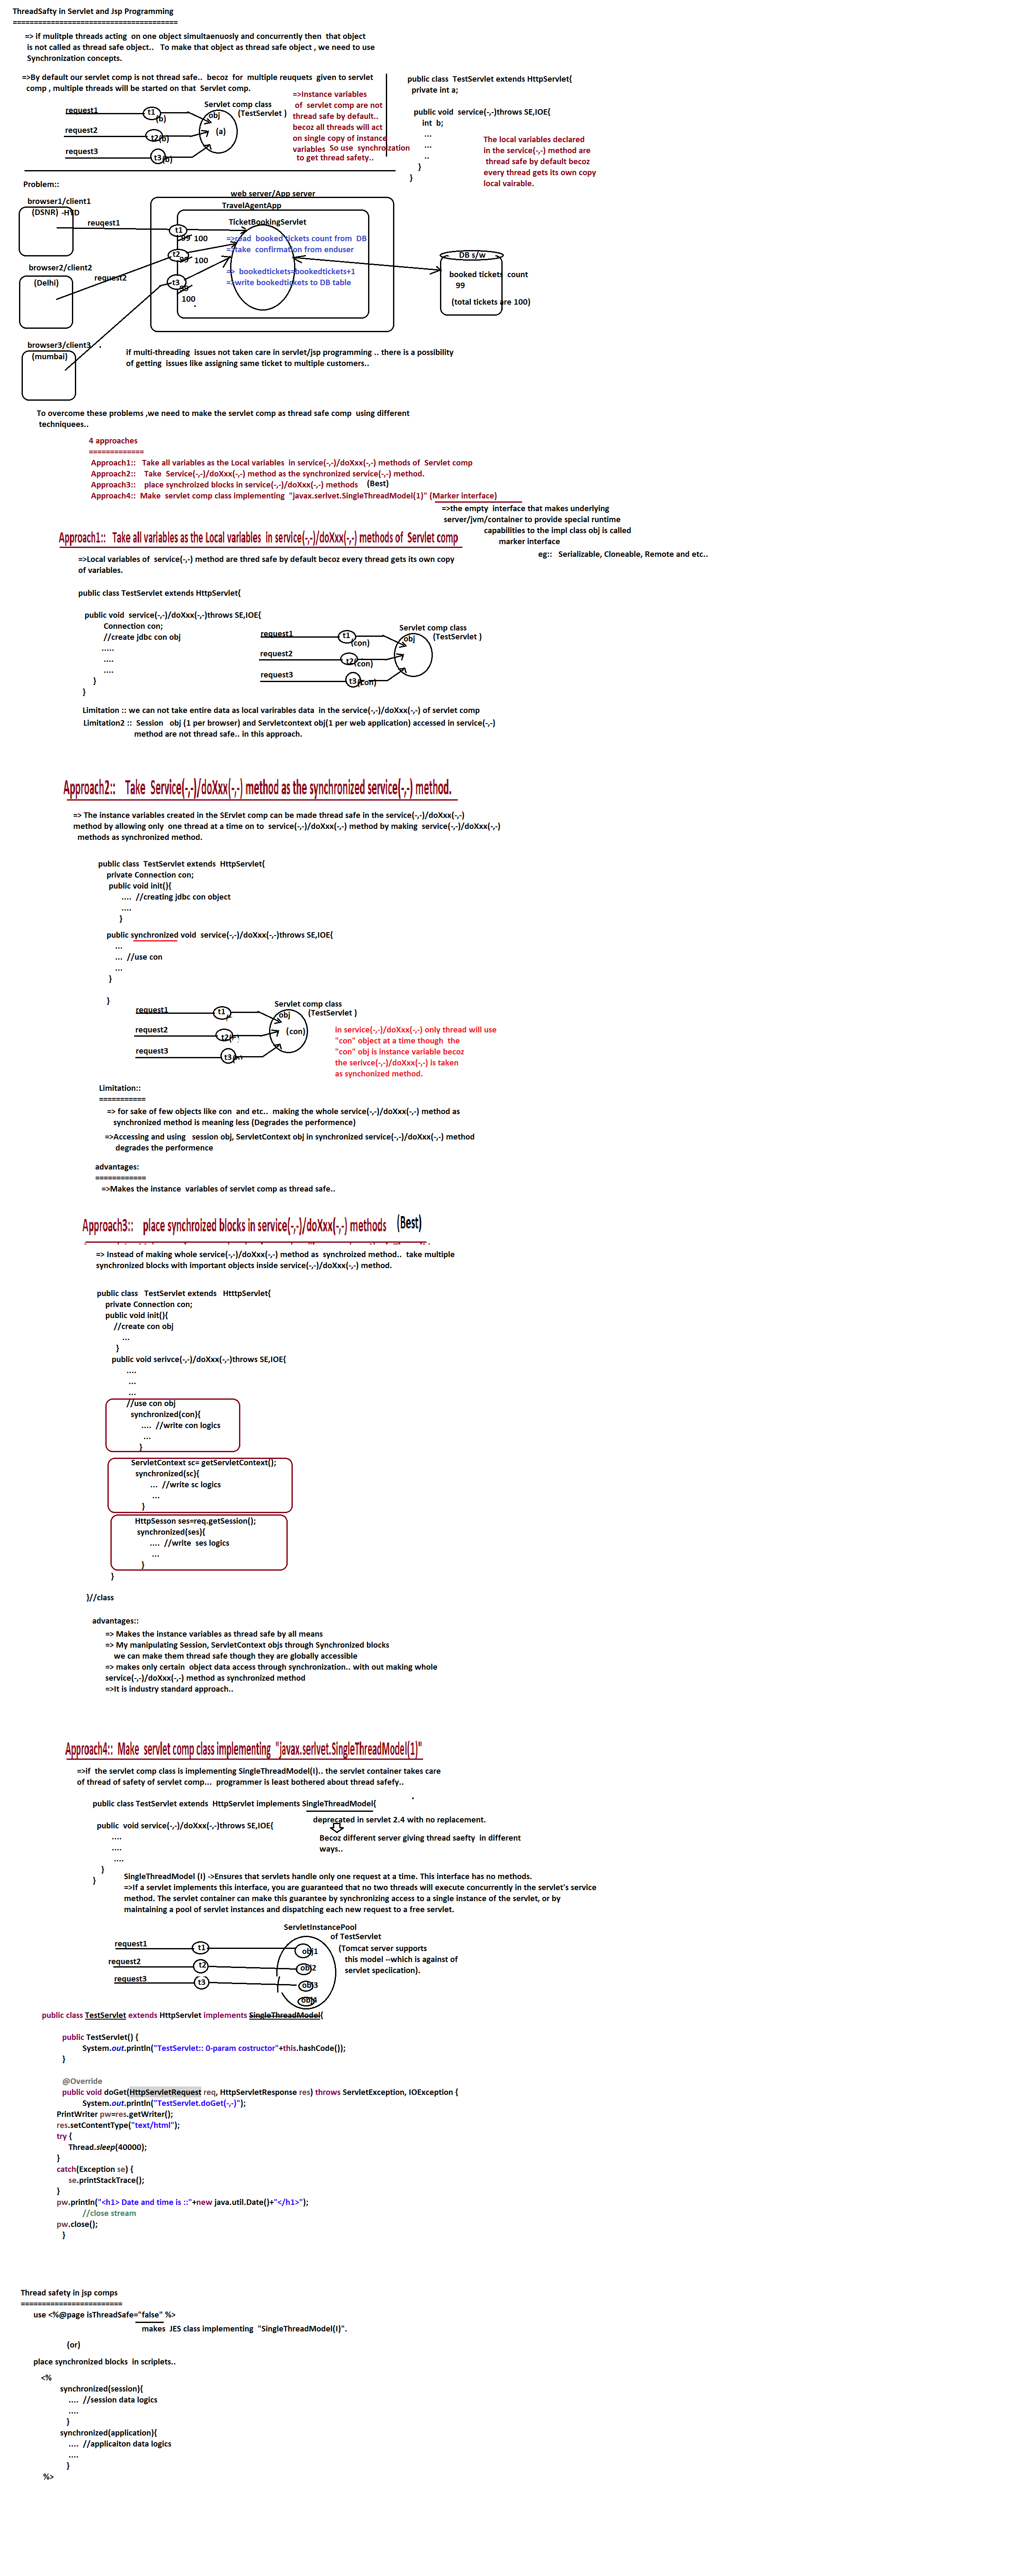 ThreadSafty in Servlet and Jsp Programming
=======================================
=> if mulitple threads acting on one object simultaenuosly and concurrently then that object
is not called as thread safe object.. To make that object as thread safe object , we need to use
Synchronization concepts.
=>By default our servlet comp is not thread safe.. becoz for multiple reuquets given to servlet
comp , multiple threads will be started on that Servlet comp.
request1
request2
request3
t1
(b)
t2(b)
t3(b)
Servlet comp class
obj
(TestServlet )
(a)
=>Instance variables
of servlet comp are not
thread safe by default..
becoz all threads will act
on single copy of instance
variables So use synchronization
to get thread safety..
public class TestServlet extends HttpServlet{
private int a;
public void service(-,-)throws SE,IOE{
int b;
...
...
..
}
}
The local variables declared
in the service(-,-) method are
thread safe by default becoz
every thread gets its own copy
local vairable.
Problem::
browser1/client1
(DSNR) -HYD
reuqest1
browser2/client2
(Delhi)
request2
browser3/client3 .
(mumbai)
web server/App server
TravelAgentApp
TicketBookingServlet
t1
99 100
t2
99 100
t3
99
100
.
=>read booked tickets count from DB
=>take confirmation from enduser
=> bookedtickets=bookedtickets+1
=>write bookedtickets to DB table
DB s/w
booked tickets count
99
(total tickets are 100)
if multi-threading issues not taken care in servlet/jsp programming .. there is a possibility
of getting issues like assigning same ticket to multiple customers..
To overcome these problems ,we need to make the servlet comp as thread safe comp using different
techniquees..
4 approaches
=============
Approach1:: Take all variables as the Local variables in service(-,-)/doXxx(-,-) methods of Servlet comp
Approach2:: Take Service(-,-)/doXxx(-,-) method as the synchronized service(-,-) method.
Approach3:: place synchroized blocks in service(-,-)/doXxx(-,-) methods (Best)
Approach4:: Make servlet comp class implementing "javax.serlvet.SingleThreadModel(1)" (Marker interface)
=>the empty interface that makes underlying
server/jvm/container to provide special runtime
capabilities to the impl class obj is called
marker interface
eg:: Serializable, Cloneable, Remote and etc..
Approach1:: Take all variables as the Local variables in service(-,-)/doXxx(-,-) methods of Servlet comp
=>Local variables of service(-,-) method are thred safe by default becoz every thread gets its own copy
of variables.
public class TestServlet extends HttpServlet{
public void service(-,-)/doXxx(-,-)throws SE,IOE{
Connection con;
//create jdbc con obj
.....
....
....
}
}
request1
request2
request3
t1
(con)
t2(con)
t3(con)
Servlet comp class
obj
(TestServlet )
Limitation :: we can not take entire data as local varirables data in the service(-,-)/doXxx(-,-) of servlet comp
Limitation2 :: Session obj (1 per browser) and Servletcontext obj(1 per web application) accessed in service(-,-)
method are not thread safe.. in this approach.
Approach2:: Take Service(-,-)/doXxx(-,-) method as the synchronized service(-,-) method.
=> The instance variables created in the SErvlet comp can be made thread safe in the service(-,-)/doXxx(-,-)
method by allowing only one thread at a time on to service(-,-)/doXxx(-,-) method by making service(-,-)/doXxx(-,-)
methods as synchronized method.
public class TestServlet extends HttpServlet{
private Connection con;
public void init(){
.... //creating jdbc con object
....
}
public synchronized void service(-,-)/doXxx(-,-)throws SE,IOE{
...
... //use con
...
}
}
request1
request2
request3
t1
t2
t3
Servlet comp class
obj
(TestServlet )
(con)
in service(-,-)/doXxx(-,-) only thread will use
"con" object at a time though the
"con" obj is instance variable becoz
the serivce(-,-)/doXxx(-,-) is taken
as synchonized method.
Limitation::
===========
=> for sake of few objects like con and etc.. making the whole service(-,-)/doXxx(-,-) method as
synchronized method is meaning less (Degrades the performence)
=>Accessing and using session obj, ServletContext obj in synchronized service(-,-)/doXxx(-,-) method
degrades the performence
advantages:
============
=>Makes the instance variables of servlet comp as thread safe..
Approach3:: place synchroized blocks in service(-,-)/doXxx(-,-) methods (Best)
=> Instead of making whole service(-,-)/doXxx(-,-) method as synchroized method.. take multiple
synchronized blocks with important objects inside service(-,-)/doXxx(-,-) method.
public class TestServlet extends HtttpServlet{
private Connection con;
public void init(){
//create con obj
...
}
public void serivce(-,-)/doXxx(-,-)throws SE,IOE{
....
...
...
//use con obj
synchronized(con){
.... //write con logics
...
}
ServletContext sc= getServletContext();
synchronized(sc){
... //write sc logics
...
}
HttpSesson ses=req.getSession();
synchronized(ses){
.... //write ses logics
...
}
}
}//class
advantages::
=> Makes the instance variables as thread safe by all means
=> My manipulating Session, ServletContext objs through Synchronized blocks
we can make them thread safe though they are globally accessible
=> makes only certain object data access through synchronization.. with out making whole
service(-,-)/doXxx(-,-) method as synchronized method
=>It is industry standard approach..
Approach4:: Make servlet comp class implementing "javax.serlvet.SingleThreadModel(1)"
=>if the servlet comp class is implementing SingleThreadModel(I).. the servlet container takes care
of thread of safety of servlet comp... programmer is least bothered about thread safefy..
.
public class TestServlet extends HttpServlet implements SingleThreadModel{
deprecated in servlet 2.4 with no replacement.
public void service(-,-)/doXxx(-,-)throws SE,IOE{
....
....
....
}
}
Becoz different server giving thread saefty in different
ways..
SingleThreadModel (I) ->Ensures that servlets handle only one request at a time. This interface has no methods.
=>If a servlet implements this interface, you are guaranteed that no two threads will execute concurrently in the servlet's service
method. The servlet container can make this guarantee by synchronizing access to a single instance of the servlet, or by
maintaining a pool of servlet instances and dispatching each new request to a free servlet.
request1
request2
request3
t1
t2
t3
ServletInstancePool
of TestServlet
obj1
obj2
obj3
obj4
(Tomcat server supports
this model --which is against of
servlet speciication).
public class TestServlet extends HttpServlet implements SingleThreadModel{
public TestServlet() {
System.out.println("TestServlet:: 0-param costructor"+this.hashCode());
}
@Override
public void doGet(HttpServletRequest req, HttpServletResponse res) throws ServletException, IOException {
System.out.println("TestServlet.doGet(-,-)");
PrintWriter pw=res.getWriter();
res.setContentType("text/html");
try {
Thread.sleep(40000);
}
catch(Exception se) {
se.printStackTrace();
}
pw.println("<h1> Date and time is ::"+new java.util.Date()+"</h1>");
//close stream
pw.close();
}
Thread safety in jsp comps
========================
use <%@page isThreadSafe="false" %>
makes JES class implementing "SingleThreadModel(I)".
(or)
place synchronized blocks in scriplets..
<%
synchronized(session){
.... //session data logics
....
}
synchronized(application){
.... //applicaiton data logics
....
}
%>